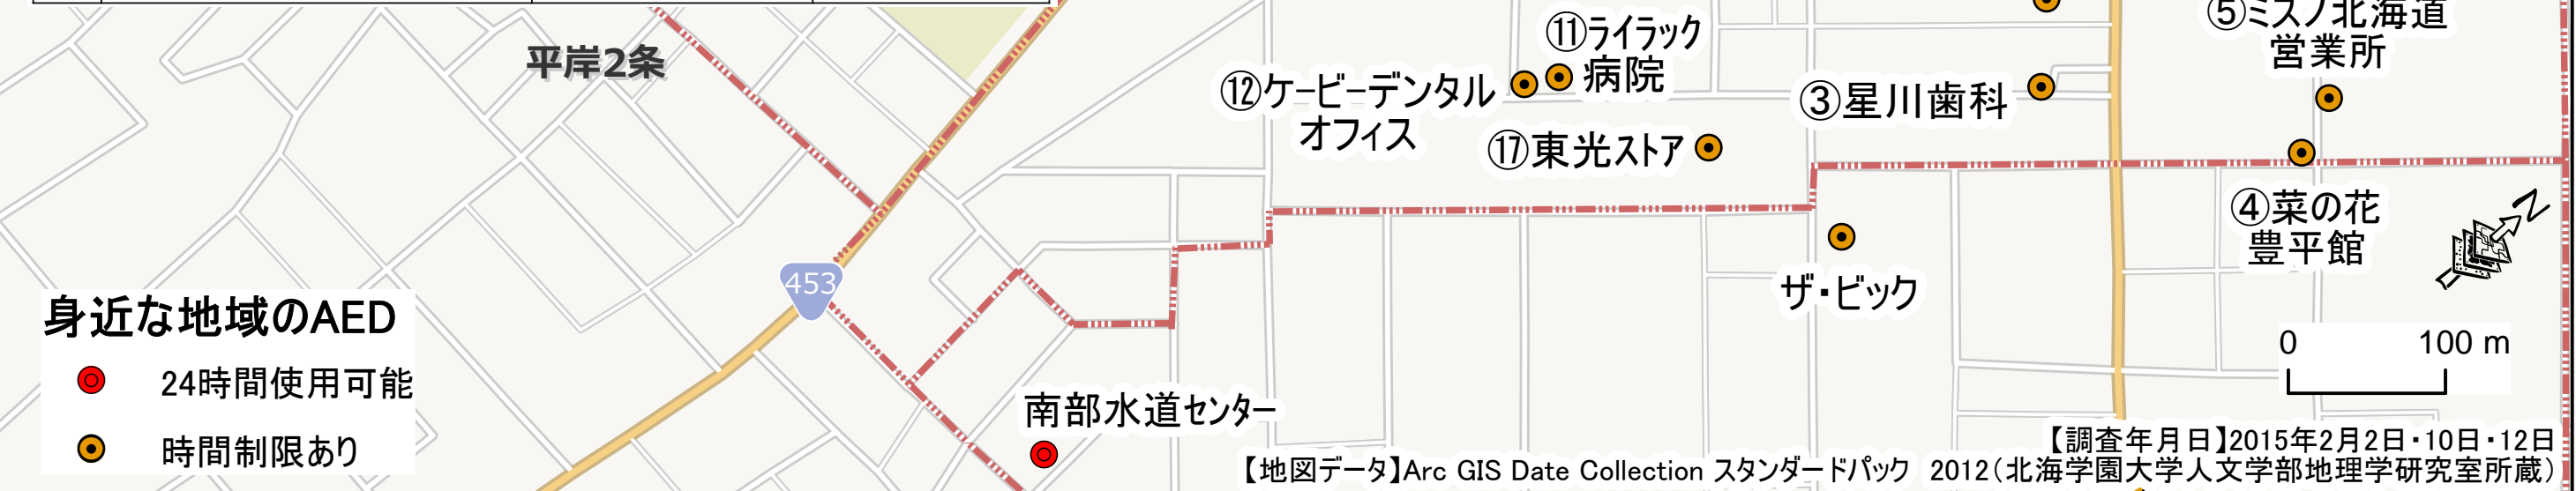 ⑤ミスノ北海道
営業所
⑪ライラック
病院
平岸2条
⑫ケービーデンタル
オフィス
③星川歯科
⑰東光ストア
④菜の花
豊平館
N
453
ザ・ビック
身近な地域のAED
24時間使用可能
時間制限あり
南部水道センター
0 100 m
【調査年月日】2015年2月2日・10日・12日
【地図データ】Arc GIS Date Collection スタンダードパック 2012(北海学園大学人文学部地理学研究室所蔵)